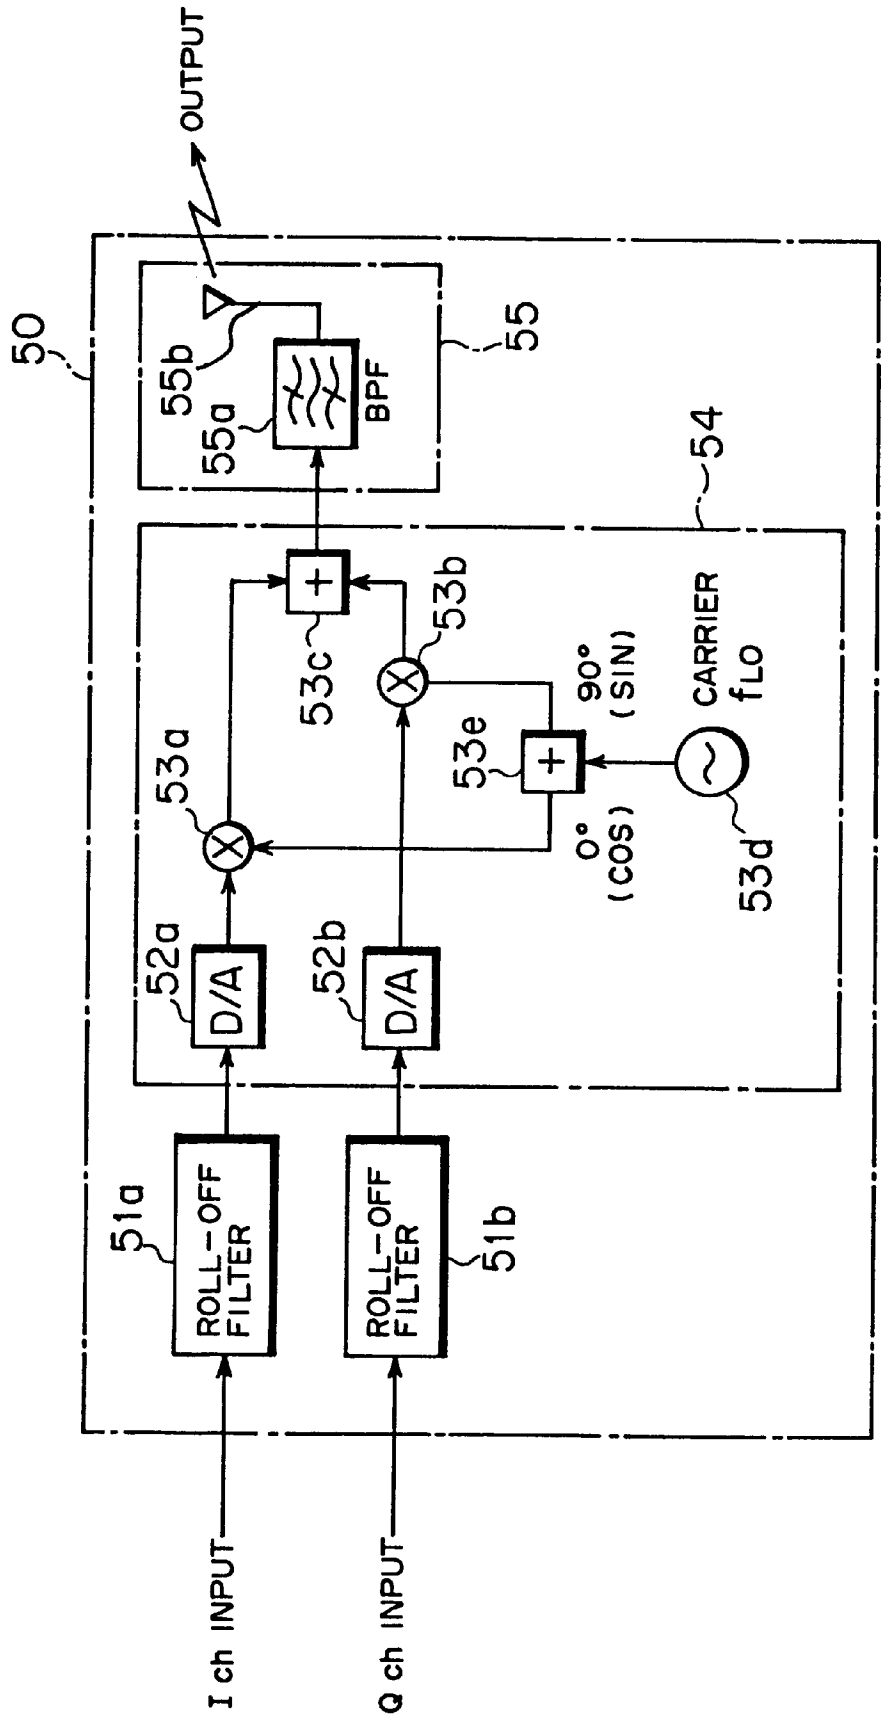 50
OUTPUT
55b
55a
BPF
55
54
53c
+
53b
53a
×
×
53e
+
90°
(SIN)
0°
(COS)
CARRIER
fLO
~
53d
52a
D/A
52b
D/A
51a
ROLL-OFF
FILTER
51b
ROLL-OFF
FILTER
I ch INPUT
Q ch INPUT